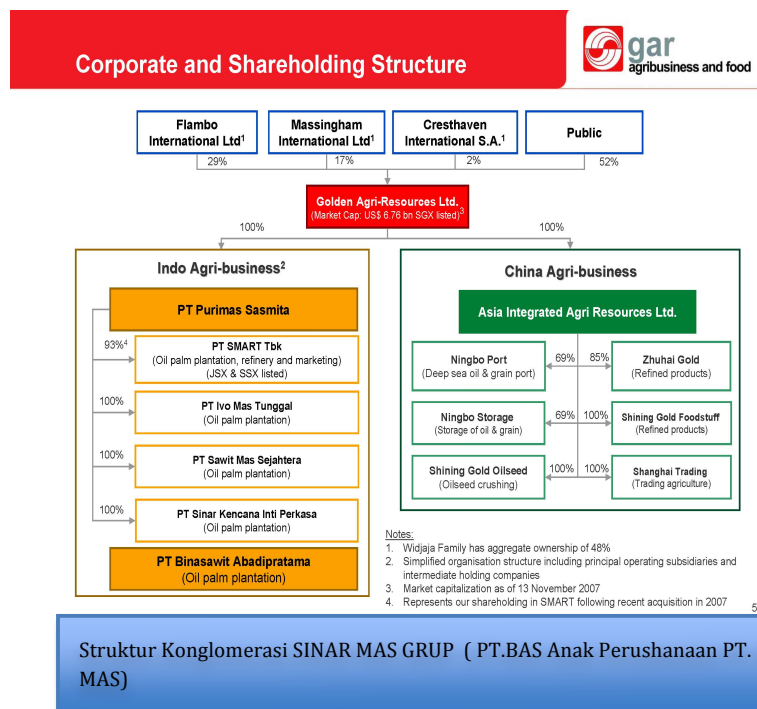 Corporate and Shareholding Structure
gar
agribusiness and food
Flambo
International Ltd1
Massingham
International Ltd1
Cresthaven
International S.A.1
Public
29%
17%
2%
52%
Golden Agri-Resources Ltd.
(Market Cap: US$ 6.76 bn SGX listed)3
100%
100%
Indo Agri-business2
PT Purimas Sasmita
93%4
PT SMART Tbk
(Oil palm plantation, refinery and marketing)
(JSX & SSX listed)
100%
PT Ivo Mas Tunggal
(Oil palm plantation)
100%
PT Sawit Mas Sejahtera
(Oil palm plantation)
100%
PT Sinar Kencana Inti Perkasa
(Oil palm plantation)
PT Binasawit Abadipratama
(Oil palm plantation)
China Agri-business
Asia Integrated Agri Resources Ltd.
Ningbo Port
(Deep sea oil & grain port)
69%
85%
Zhuhai Gold
(Refined products)
Ningbo Storage
(Storage of oil & grain)
69%
100%
Shining Gold Foodstuff
(Refined products)
Shining Gold Oilseed
(Oilseed crushing)
100%
100%
Shanghai Trading
(Trading agriculture)
Notes:
1. Widjaja Family has aggregate ownership of 48%
2. Simplified organisation structure including principal operating subsidiaries and
intermediate holding companies
3. Market capitalization as of 13 November 2007
4. Represents our shareholding in SMART following recent acquisition in 2007
5
Struktur Konglomerasi SINAR MAS GRUP ( PT.BAS Anak Perushanaan PT.
MAS)